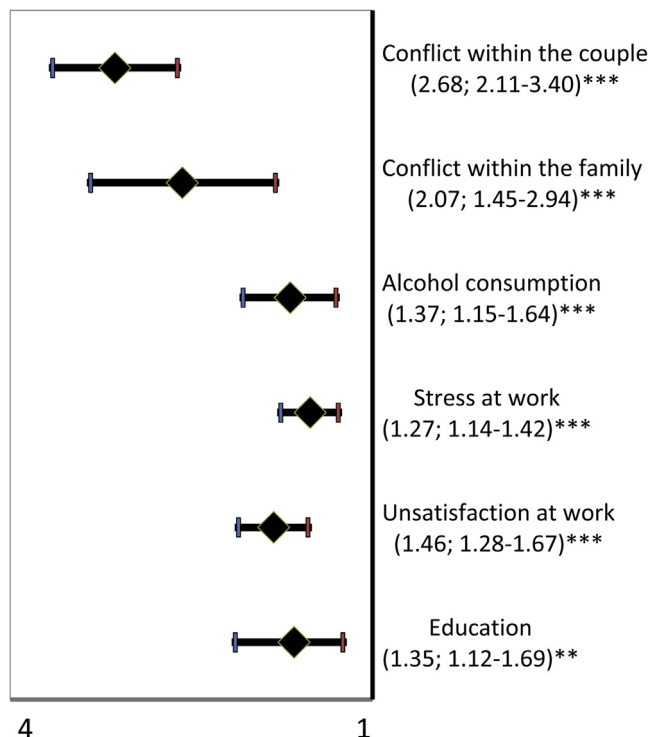 Conflict within the couple
(2.68; 2.11-3.40)***
Conflict within the family
(2.07; 1.45-2.94)***
Alcohol consumption
(1.37; 1.15-1.64)***
Stress at work
(1.27; 1.14-1.42)***
Unsatisfaction at work
(1.46; 1.28-1.67)***
Education
(1.35; 1.12-1.69)**
4 1